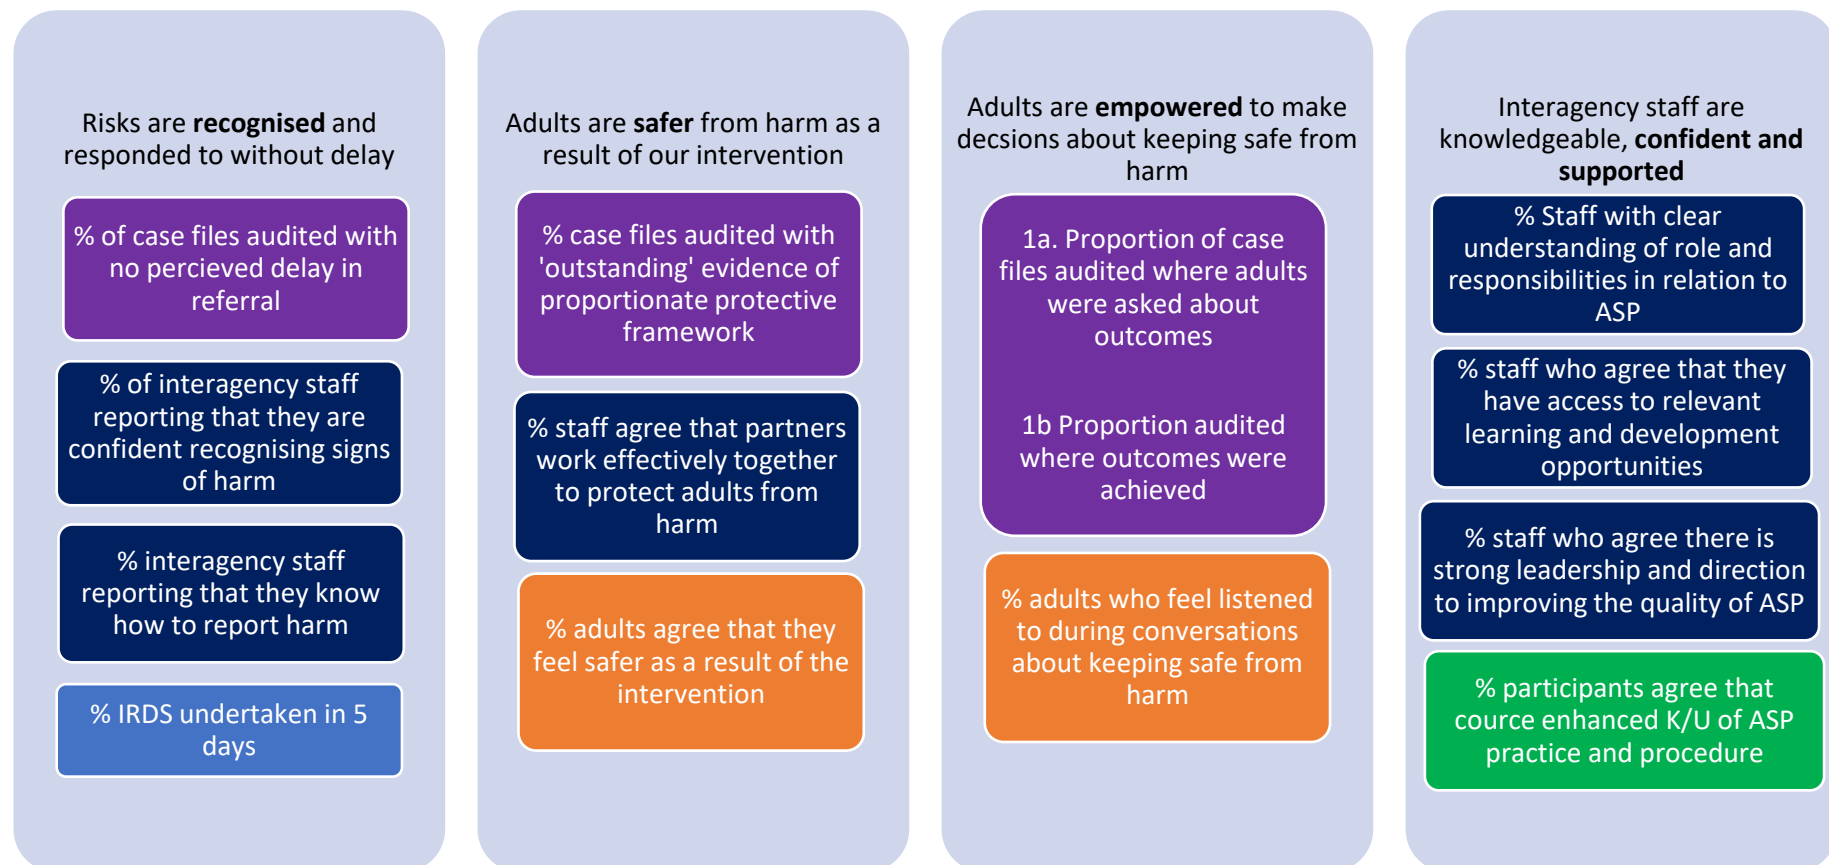 Risks are recognised and
responded to without delay
% of case files audited with
no percieved delay in
referral
% of interagency staff
reporting that they are
confident recognising signs
of harm
% interagency staff
reporting that they know
how to report harm
% IRDS undertaken in 5
days
Adults are safer from harm as a
result of our intervention
% case files audited with
'outstanding' evidence of
proportionate protective
framework
% staff agree that partners
work effectively together
to protect adults from
harm
% adults agree that they
feel safer as a result of the
intervention
Adults are empowered to make
decsions about keeping safe from
harm
1a. Proportion of case
files audited where adults
were asked about
outcomes
1b Proportion audited
where outcomes were
achieved
% adults who feel listened
to during conversations
about keeping safe from
harm
Interagency staff are
knowledgeable, confident and
supported
% Staff with clear
understanding of role and
responsibilities in relation to
ASP
% staff who agree that they
have access to relevant
learning and development
opportunities
% staff who agree there is
strong leadership and direction
to improving the quality of ASP
% participants agree that
cource enhanced K/U of ASP
practice and procedure